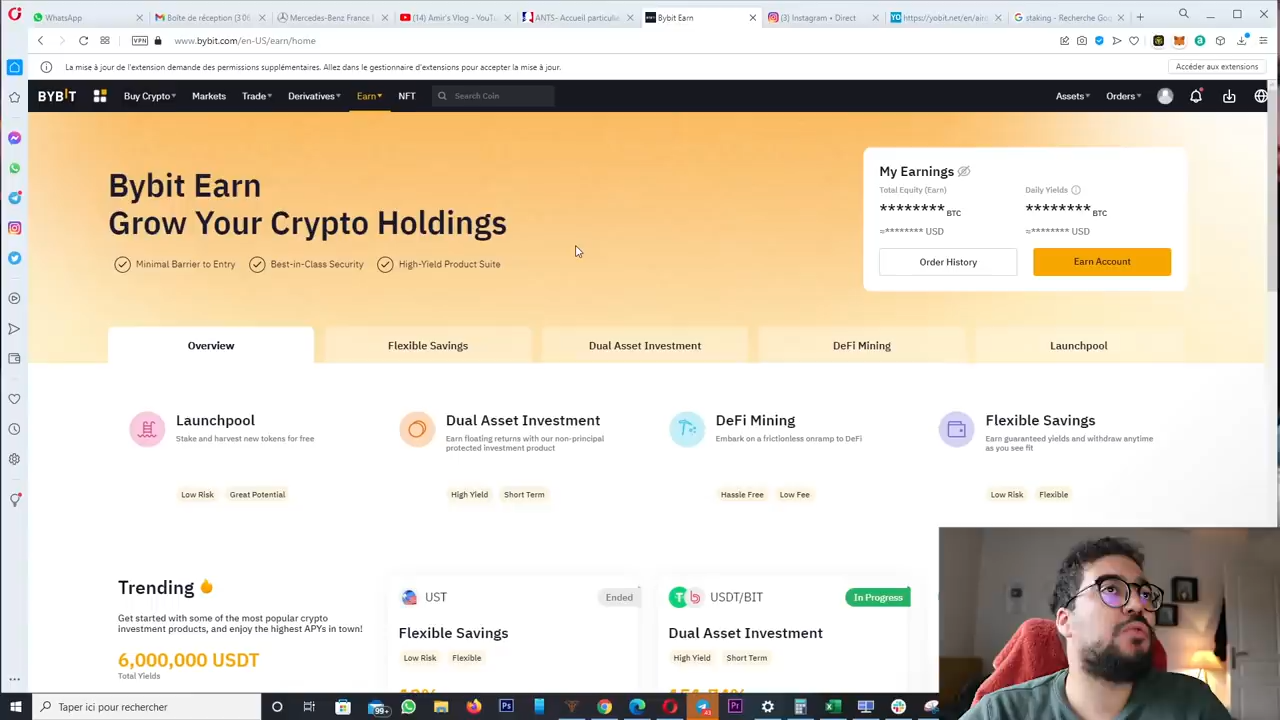 WhatsApp
Boîte de réception (3 06
Mercedes-Benz France |
(14) Amir's Vlog - YouTu
ANTS- Accueil particulie
Bybit Earn
(3) Instagram • Direct
https://yobit.net/en/aird
staking - Recherche Goo
VPN
www.bybit.com/en-US/earn/home
La mise à jour de l'extension demande des permissions supplémentaires. Allez dans le gestionnaire d'extensions pour accepter la mise à jour.
Accéder aux extensions
BYBIT
Buy Crypto
Markets
Trade
Derivatives
Earn
NFT
Search Coin
Assets
Orders
Bybit Earn
Grow Your Crypto Holdings
Minimal Barrier to Entry
Best-in-Class Security
High-Yield Product Suite
My Earnings
Total Equity (Earn)
Daily Yields
******** BTC
******** BTC
≈******** USD
≈******** USD
Order History
Earn Account
Overview
Flexible Savings
Dual Asset Investment
DeFi Mining
Launchpool
Launchpool
Stake and harvest new tokens for free
Low Risk
Great Potential
Dual Asset Investment
Earn floating returns with our non-principal
protected investment product
High Yield
Short Term
DeFi Mining
Embark on a frictionless onramp to DeFi
Hassle Free
Low Fee
Flexible Savings
Earn guaranteed yields and withdraw anytime
as you see fit
Low Risk
Flexible
Trending
Get started with some of the most popular crypto
investment products, and enjoy the highest APYs in town!
6,000,000 USDT
Total Yields
UST
Ended
Flexible Savings
Low Risk
Flexible
USDT/BIT
In Progress
Dual Asset Investment
High Yield
Short Term
Taper ici pour rechercher
99+